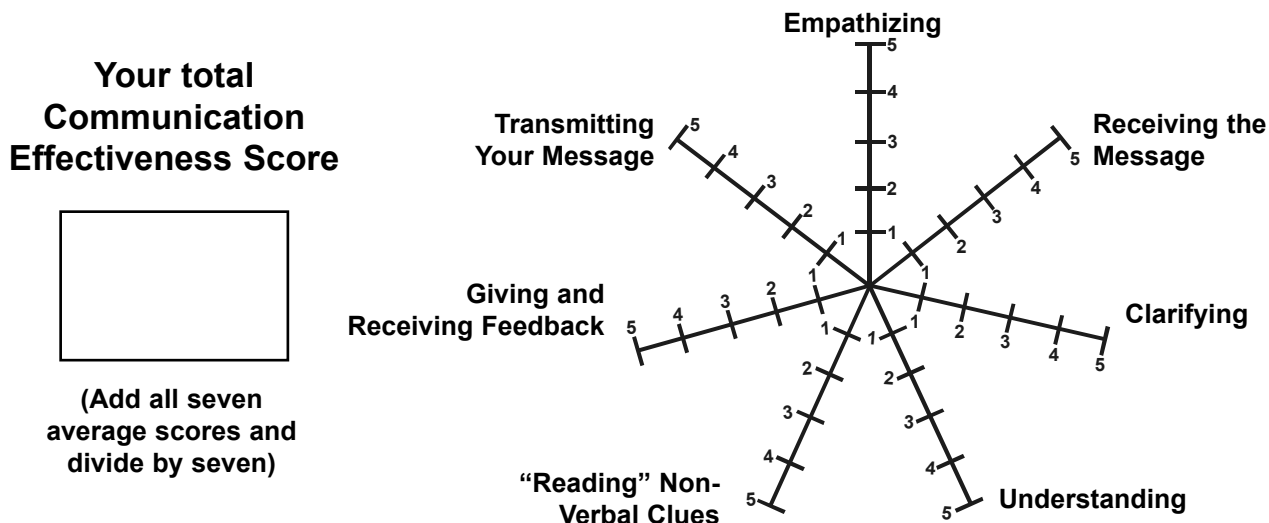 Your total
Communication
Effectiveness Score
(Add all seven
average scores and
divide by seven)
Empathizing
5
4
3
2
1
Receiving the
Message
5
4
3
2
1
Clarifying
1
2
3
4
5
Understanding
1
2
3
4
5
“Reading” Non-
Verbal Clues
1
2
3
4
5
Giving and
Receiving Feedback
5
4
3
2
1
Transmitting
Your Message
5
4
3
2
1